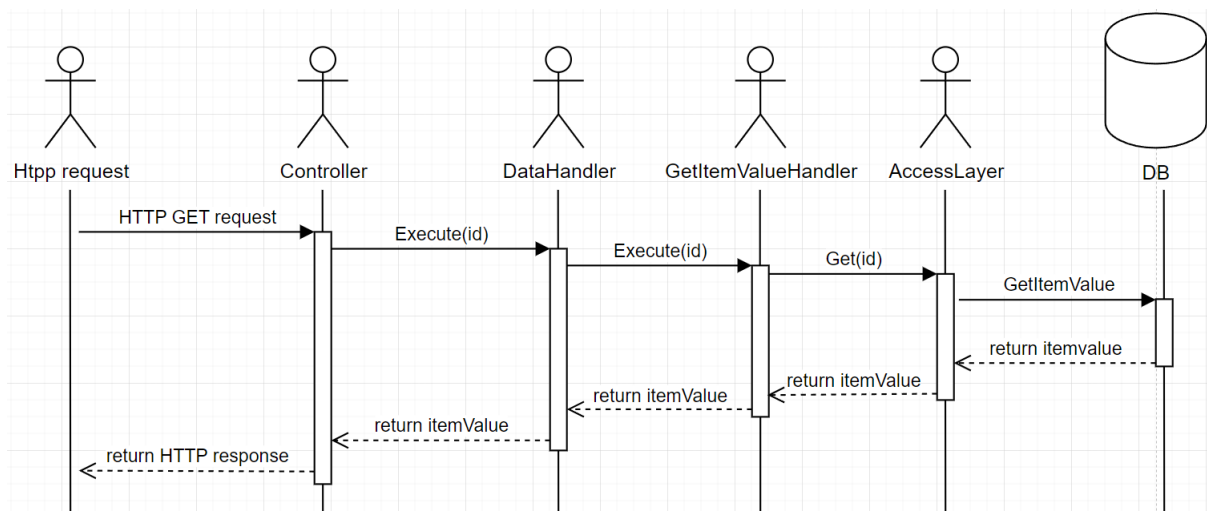 Htpp request
Controller
DataHandler
GetItemValueHandler
AccessLayer
DB
HTTP GET request
Execute(id)
Execute(id)
Get(id)
GetItemValue
return itemvalue
return itemValue
return itemValue
return itemValue
return HTTP response